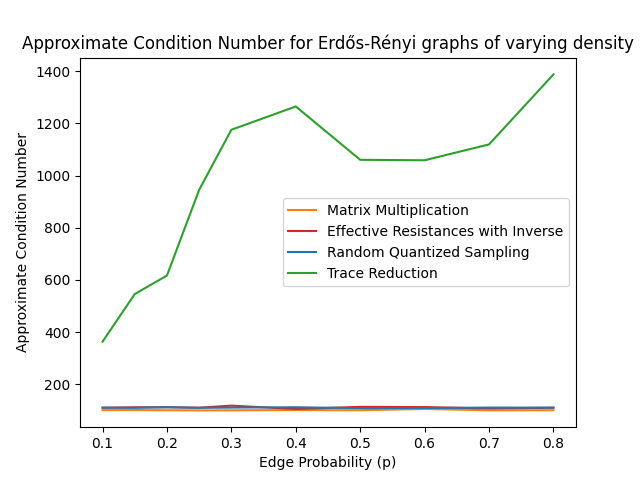 Approximate Condition Number for Erdős-Rényi graphs of varying density
1400
1200
1000
800
600
400
200
Approximate Condition Number
Matrix Multiplication
Effective Resistances with Inverse
Random Quantized Sampling
Trace Reduction
0.1 0.2 0.3 0.4 0.5 0.6 0.7 0.8
Edge Probability (p)